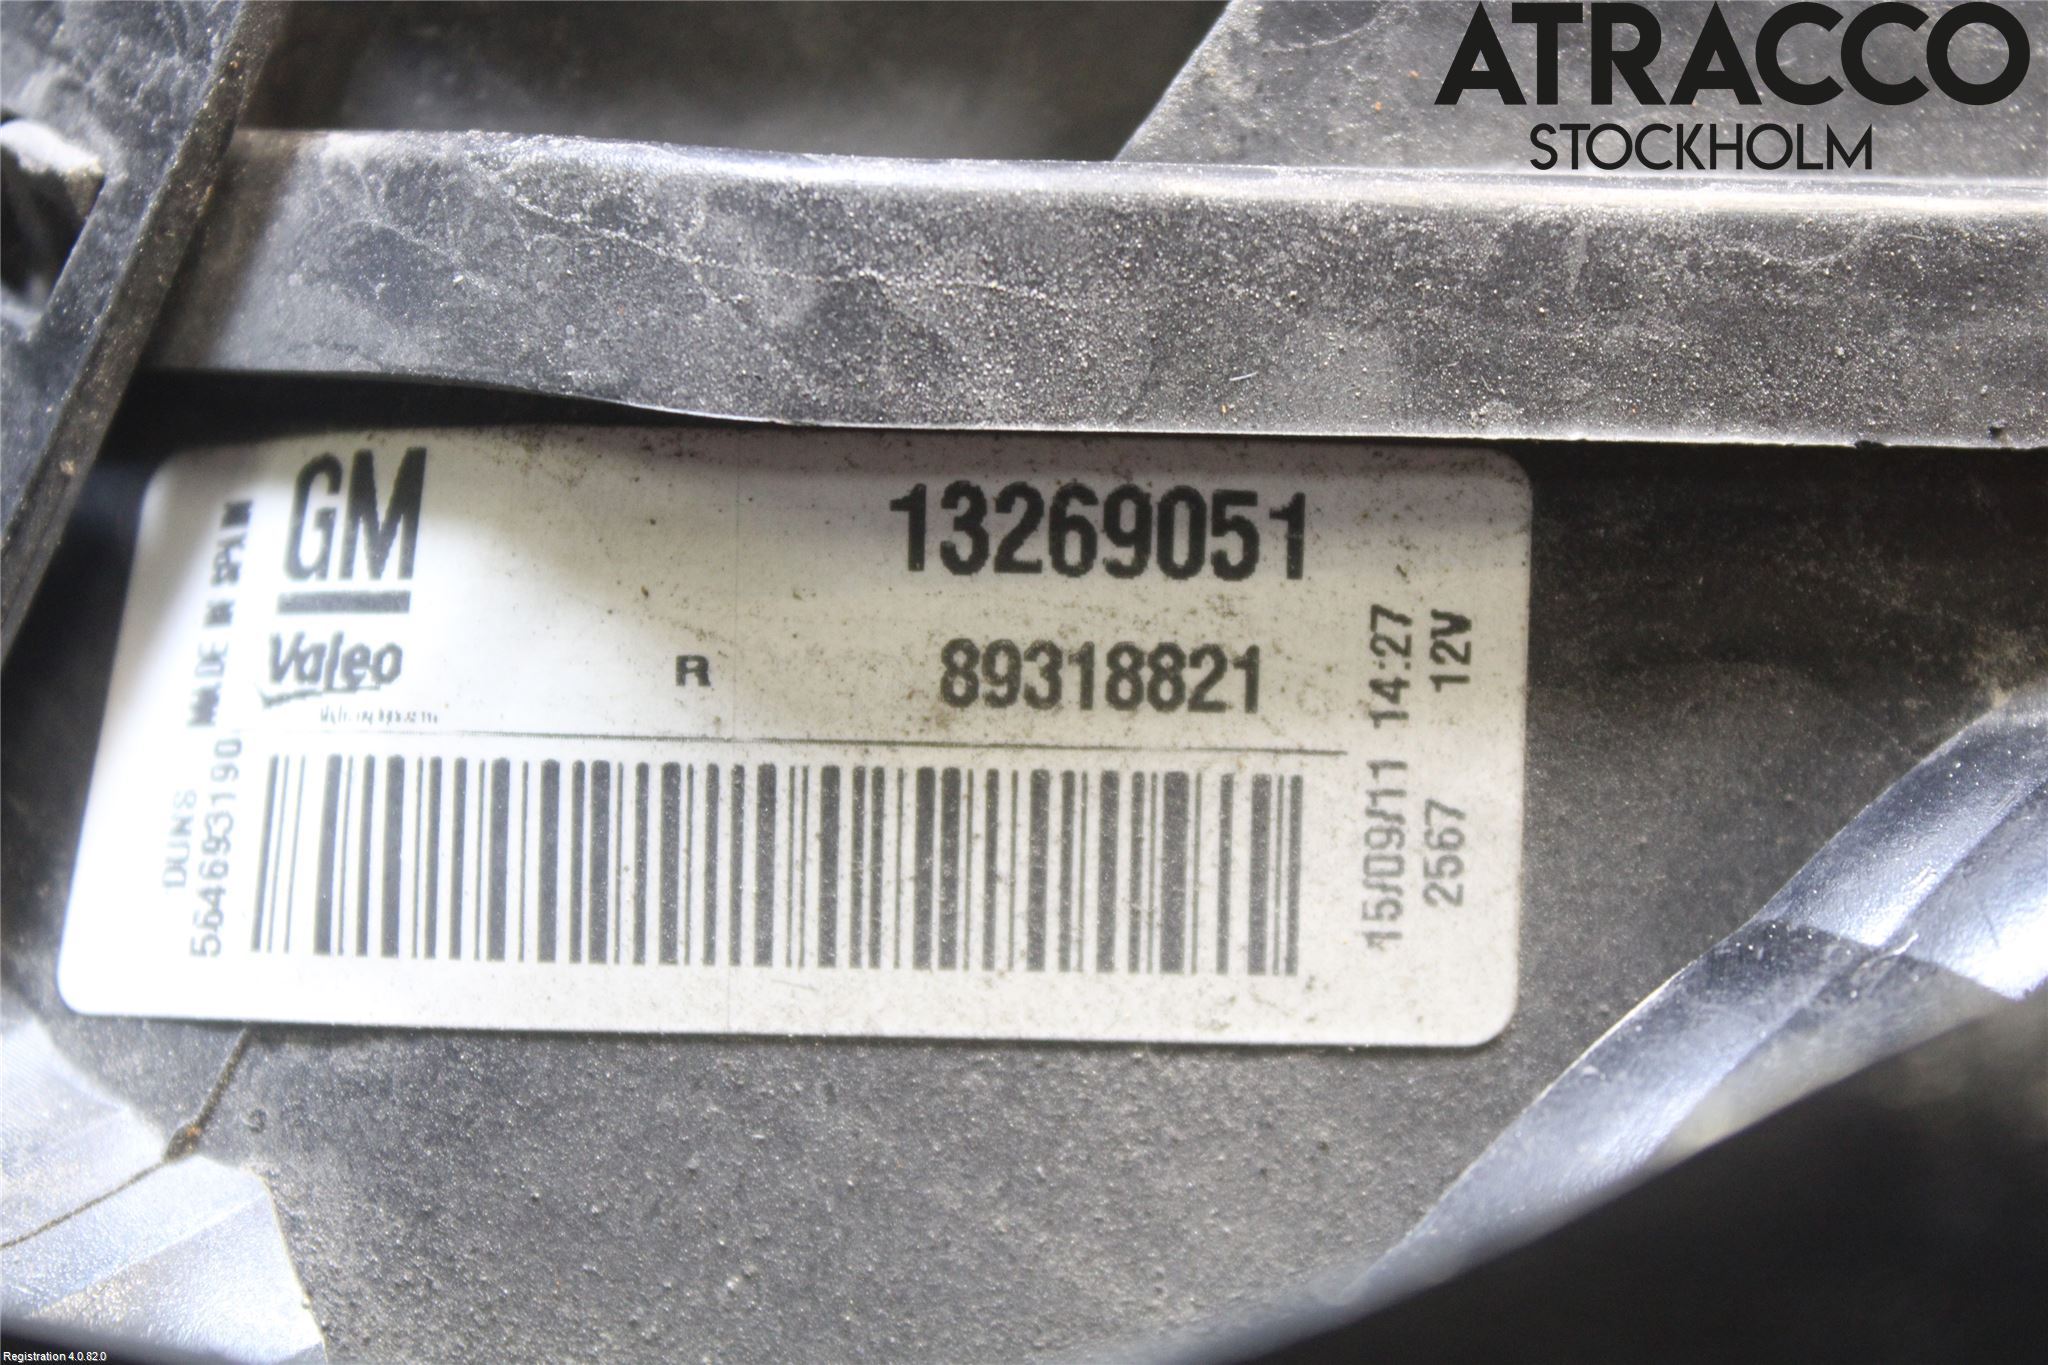 ATRACCO
STOCKHOLM
GM
13269051
Valeo
R
89318821
MADE IN SPAIN
DUNS
564693190
15/09/11 14:27
2567 12V
Registration 4.0.82.0